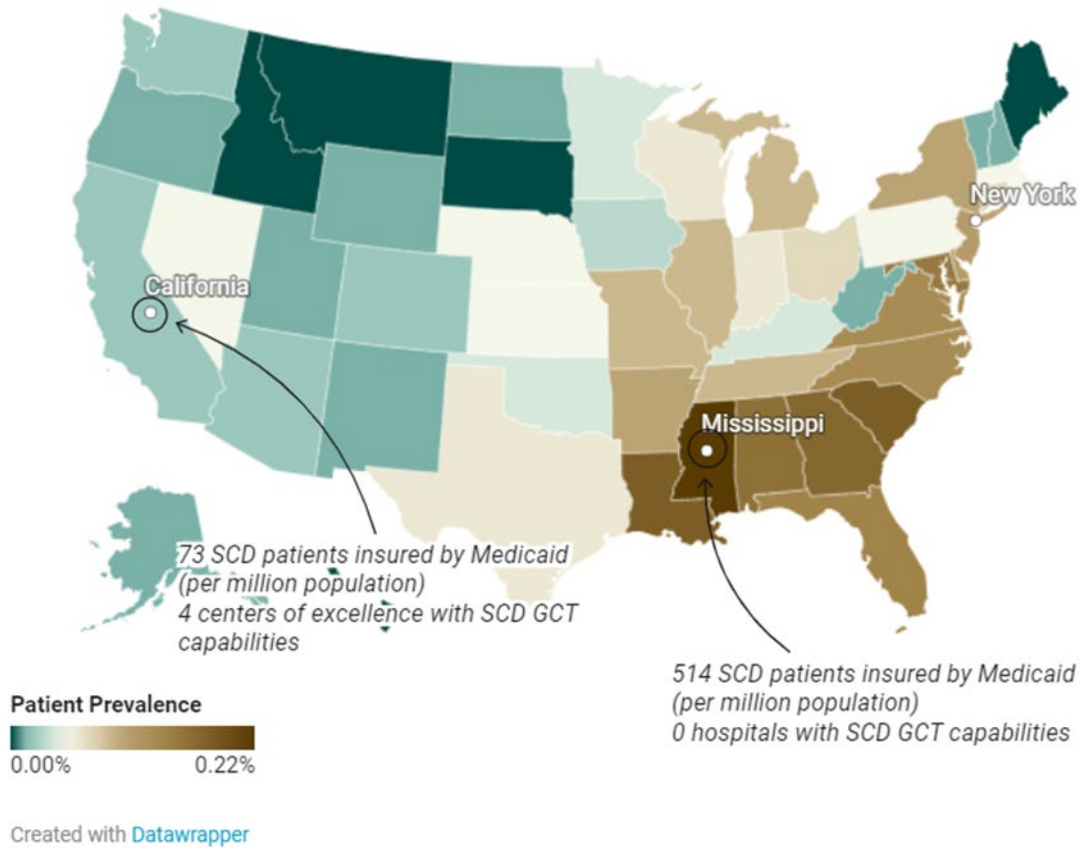 New York
California
Mississippi
73 SCD patients insured by Medicaid
(per million population)
4 centers of excellence with SCD GCT
capabilities
514 SCD patients insured by Medicaid
(per million population)
0 hospitals with SCD GCT capabilities
Patient Prevalence
0.00% 0.22%
Created with Datawrapper